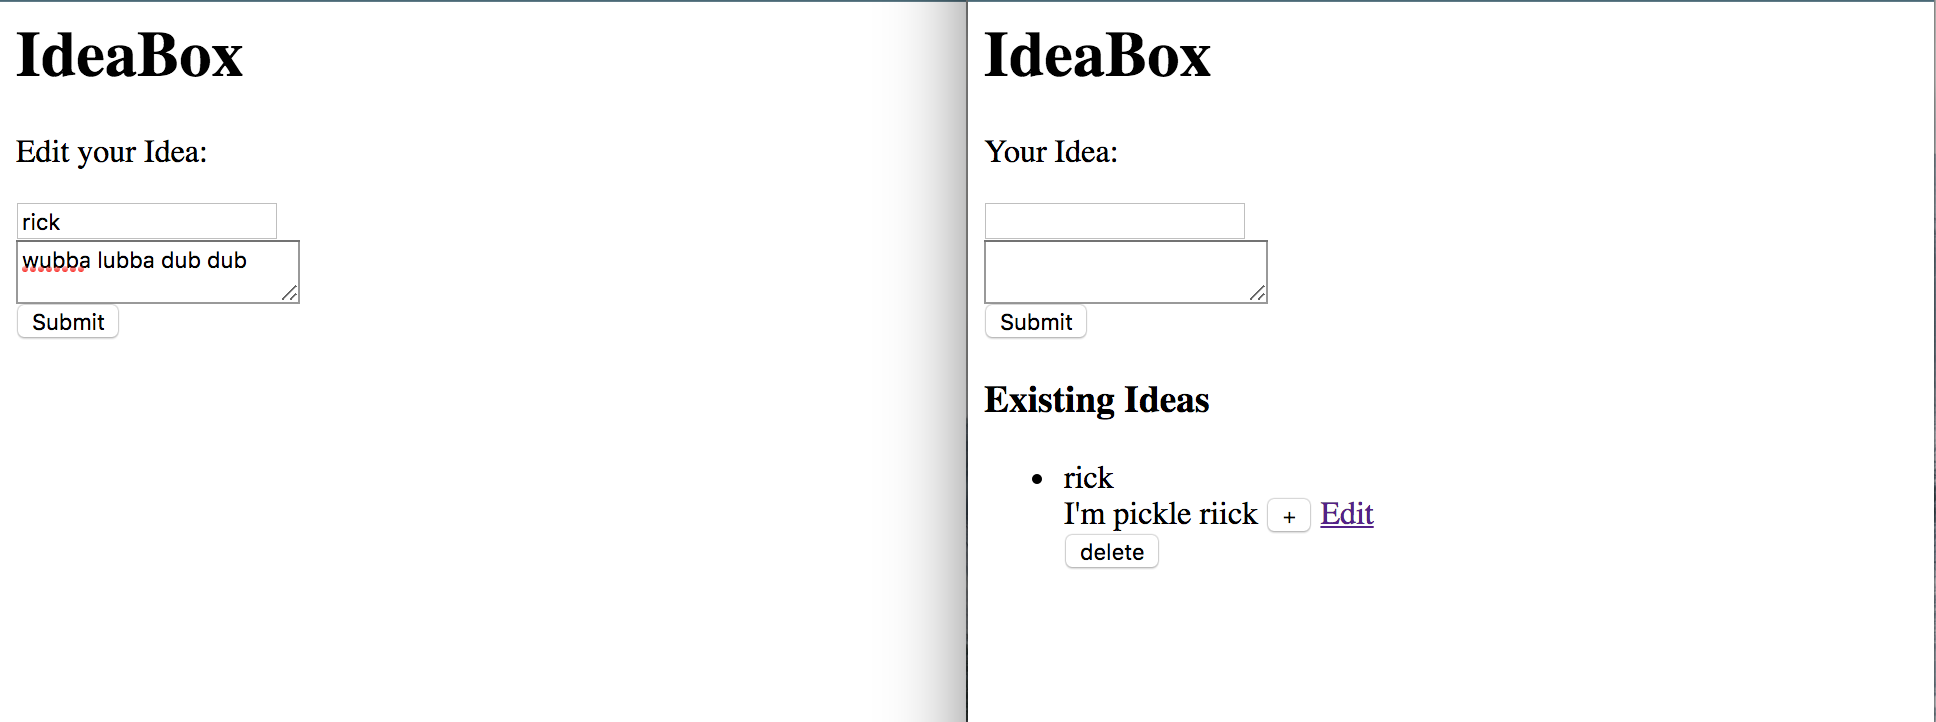 IdeaBox
Edit your Idea:
rick
wubba lubba dub dub
Submit
IdeaBox
Your Idea:
Submit
Existing Ideas
rick
I'm pickle riick + Edit
delete